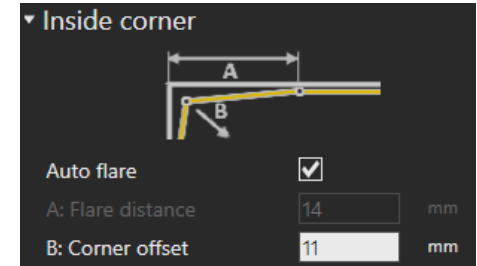 Inside corner
A
B
Auto flare
A: Flare distance 14 mm
B: Corner offset 11 mm